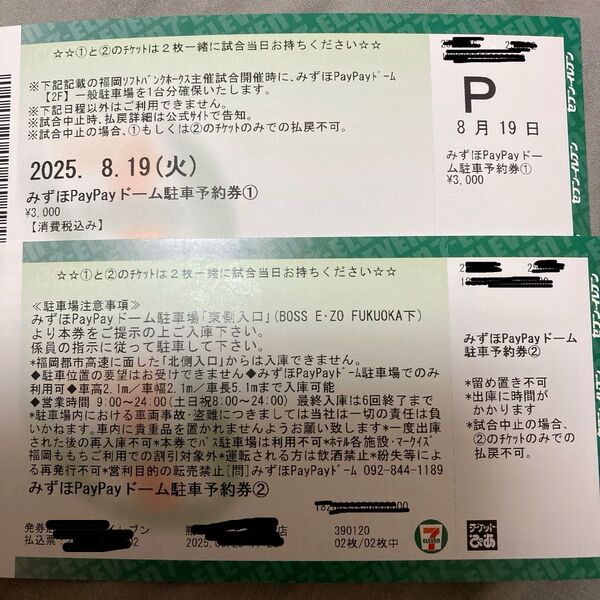 ☆☆①と②のﾁｹｯﾄは２枚一緒に試合当日お持ちください☆☆
※下記記載の福岡ソフトバンクホークス主催試合開催時に、みずほPayPayドーム
【2F】一般駐車場を1台分確保いたします。
※下記日程以外はご利用できません。
※試合中止時、払戻詳細は公式サイトで告知。
※試合中止の場合、①もしくは②のチケットのみでの払戻不可。
2025. 8.19(火)
みずほPayPayドーム駐車予約券①
¥3,000
【消費税込み】
P
8月19日
みずほPayPayドー
ム駐車予約券①
¥3,000
セブン-イレブン
☆☆①と②のﾁｹｯﾄは２枚一緒に試合当日お持ちください☆☆
≪駐車場注意事項≫
みずほPayPayドーム駐車場「東側入口」(BOSS E・ZO FUKUOKA下)
より本券をご提示の上ご入庫下さい。
係員の指示に従って駐車して下さい。
*福岡都市高速に面した「北側入口」からは入庫できません。
◆駐車位置の要望はお受けできません◆みずほPayPayドーム駐車場でのみ
利用可◆車高2.1m／車幅2.1m／車長5.1mまで入庫可能
◆営業時間 9:00～24:00(土日祝8:00～24:00) 最終入庫は6回終了まで
*駐車場内における車両事故・盗難につきましては当社は一切の責任は負
いかねます。車内に貴重品を置かれませんようお願い致します*一度出庫
された後の再入庫不可*本券でバス駐車場は利用不可*ホテル各施設・マークイズ
福岡ももちご利用での割引対象外*運転される方は飲酒禁止*紛失等によ
る再発行不可*営利目的の転売禁止[問]みずほPayPayドーム 092-844-1189
みずほPayPayドーム駐車予約券②
390120
02枚/02枚中
7
ELEVEN
みずほPayPayドーム
駐車予約券②
*留め置き不可
*出庫に時間が
かかります
*試合中止の場合、
②のチケットのみでの
払戻し不可。
チケット
ぴあ